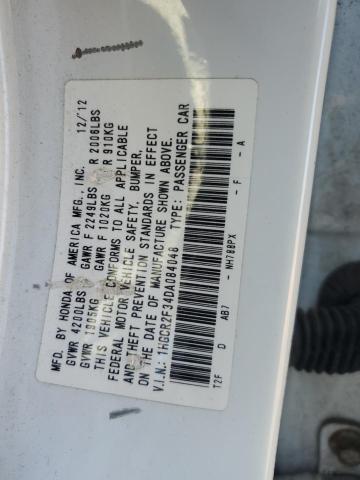 MFD. BY HONDA OF AMERICA MFG., INC. 12/12
GVWR 4200LBS GAWR F 2249LBS R 2006LBS
GVWR 1905KG GAWR F 1020KG R 910KG
THIS VEHICLE CONFORMS TO ALL APPLICABLE
FEDERAL MOTOR VEHICLE SAFETY, BUMPER,
AND THEFT PREVENTION STANDARDS IN EFFECT
ON THE DATE OF MANUFACTURE SHOWN ABOVE.
V.I.N.: 1HGCR2F34DA084048 TYPE: PASSENGER CAR
T2F D AB7 - NH788PX - F - A